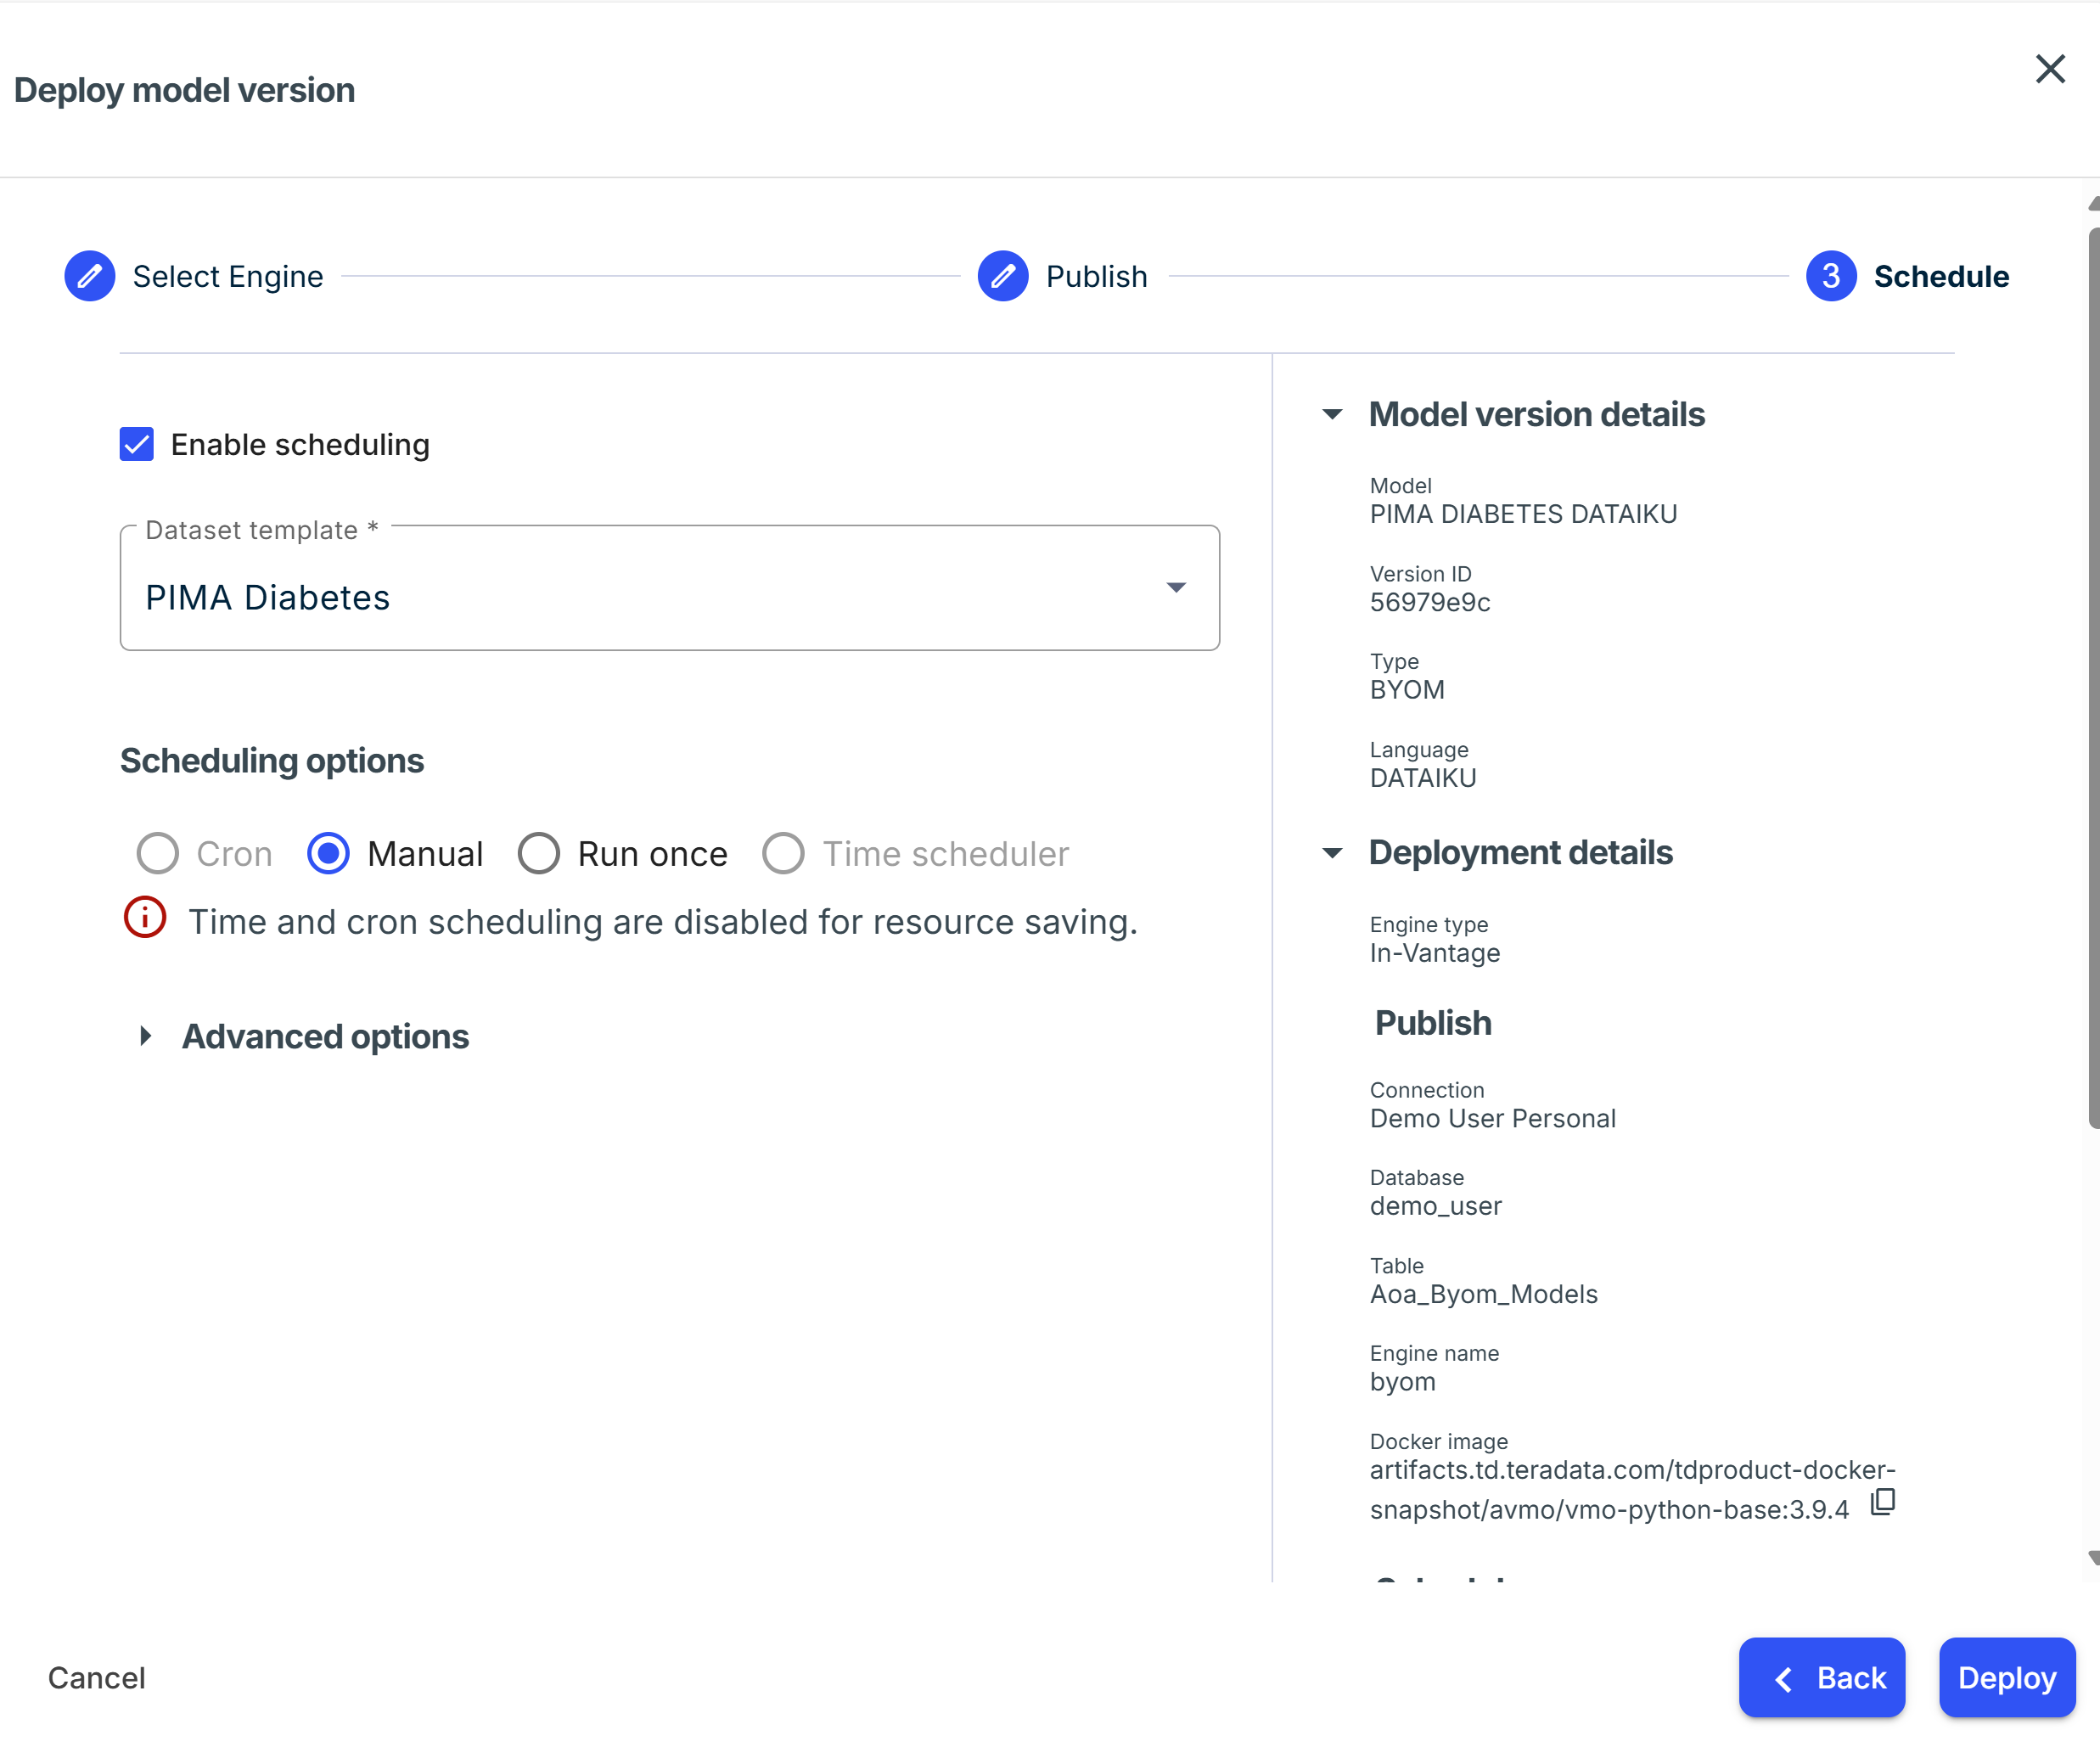 Deploy model version
Select Engine
Publish
3 Schedule
Enable scheduling
Dataset template *
PIMA Diabetes
Scheduling options
Cron Manual Run once Time scheduler
Time and cron scheduling are disabled for resource saving.
Advanced options
Model version details
Model
PIMA DIABETES DATAIKU
Version ID
56979e9c
Type
BYOM
Language
DATAIKU
Deployment details
Engine type
In-Vantage
Publish
Connection
Demo User Personal
Database
demo_user
Table
Aoa_Byom_Models
Engine name
byom
Docker image
artifacts.td.teradata.com/tdproduct-docker-
snapshot/avmo/vmo-python-base:3.9.4
Cancel
Back
Deploy